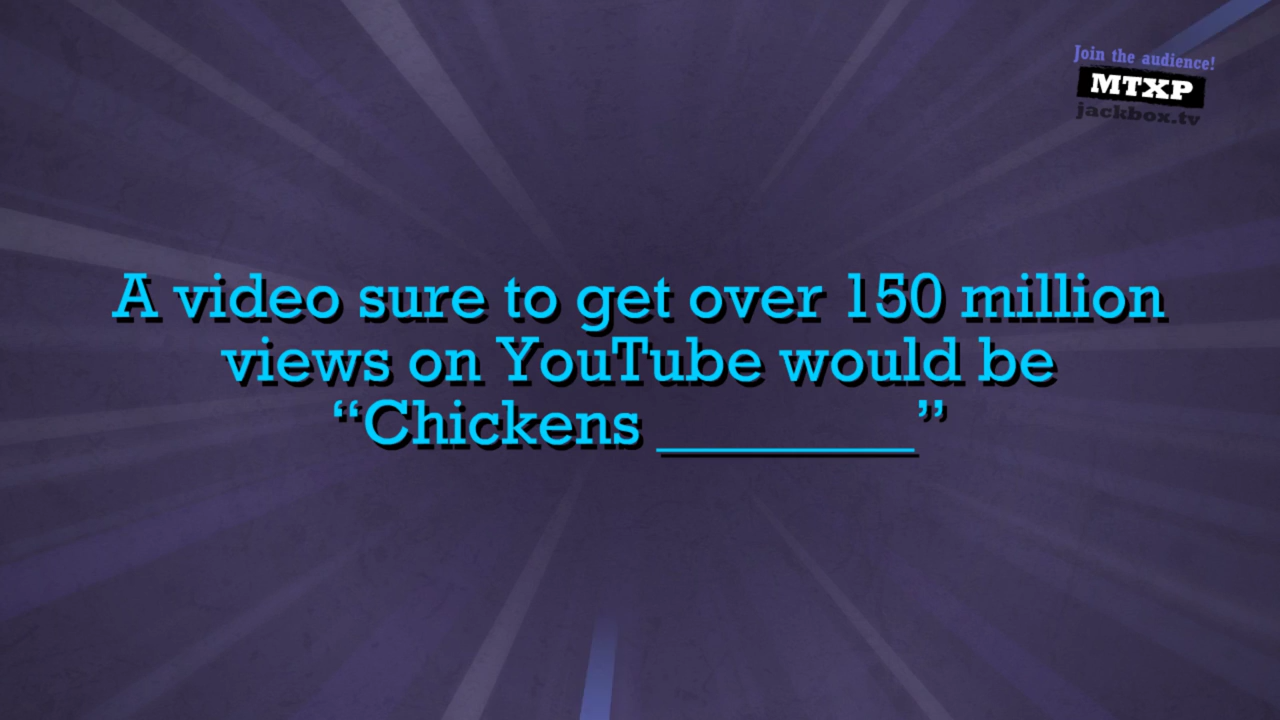 Join the audience!
MTXP
jackbox.tv
A video sure to get over 150 million
views on YouTube would be
“Chickens ________”